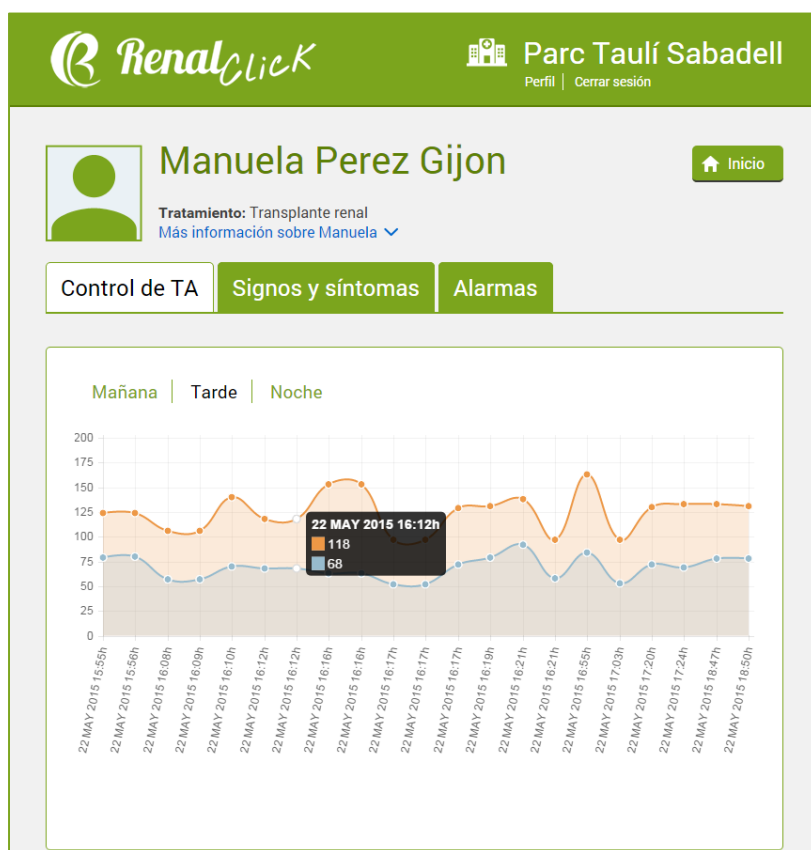 RenalClick
Parc Taulí Sabadell
Perfil | Cerrar sesión
Manuela Perez Gijon
Inicio
Tratamiento: Transplante renal
Más información sobre Manuela
Control de TA
Signos y síntomas
Alarmas
Mañana | Tarde | Noche
200
175
150
125
100
75
50
25
0
22 MAY 2015 16:12h
118
68
22 MAY 2015 15:55h
22 MAY 2015 15:56h
22 MAY 2015 16:08h
22 MAY 2015 16:09h
22 MAY 2015 16:10h
22 MAY 2015 16:12h
22 MAY 2015 16:12h
22 MAY 2015 16:16h
22 MAY 2015 16:16h
22 MAY 2015 16:17h
22 MAY 2015 16:17h
22 MAY 2015 16:17h
22 MAY 2015 16:19h
22 MAY 2015 16:21h
22 MAY 2015 16:21h
22 MAY 2015 16:55h
22 MAY 2015 17:03h
22 MAY 2015 17:20h
22 MAY 2015 17:24h
22 MAY 2015 18:47h
22 MAY 2015 18:50h